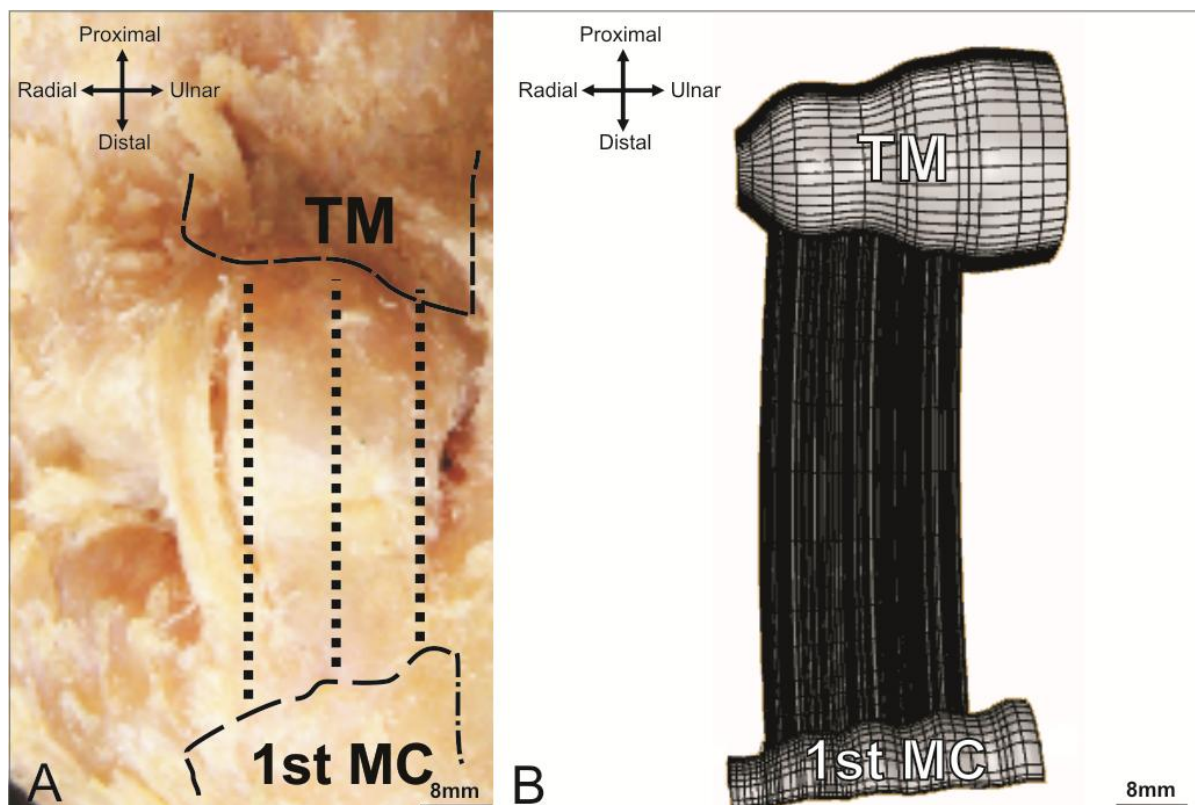 Proximal
Radial Ulnar
Distal
TM
1st MC
8mm
A
Proximal
Radial Ulnar
Distal
TM
1st MC
8mm
B